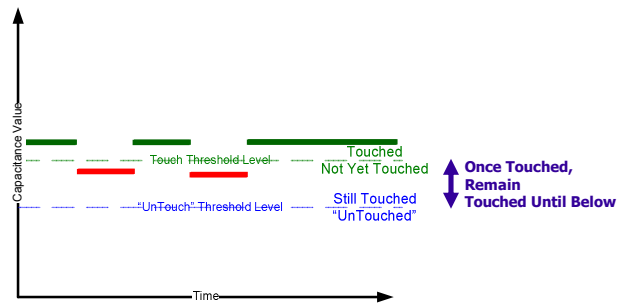 Capacitance Value
Touched
Touch Threshold Level
Not Yet Touched
Once Touched,
Remain
Touched Until Below
Still Touched
“UnTouch” Threshold Level
“UnTouched”
Time